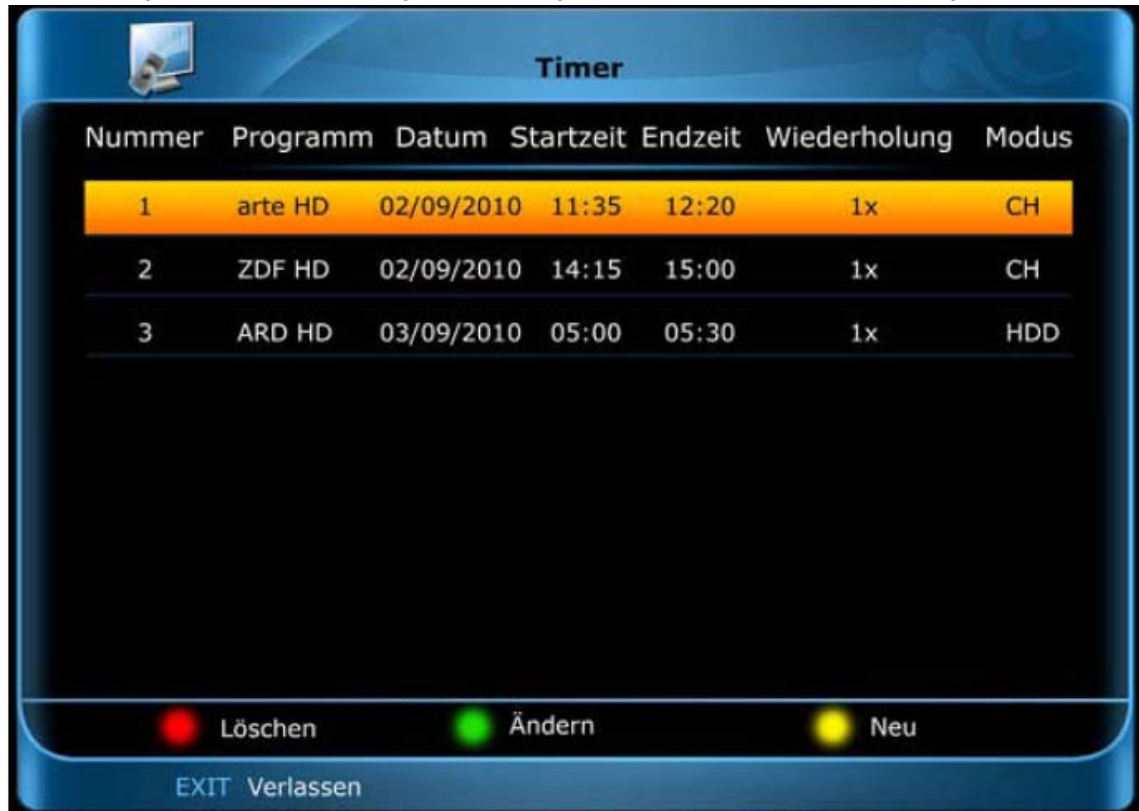 Timer
Nummer Programm Datum Startzeit Endzeit Wiederholung Modus
1 arte HD 02/09/2010 11:35 12:20 1x CH
2 ZDF HD 02/09/2010 14:15 15:00 1x CH
3 ARD HD 03/09/2010 05:00 05:30 1x HDD
Löschen Ändern Neu
EXIT Verlassen